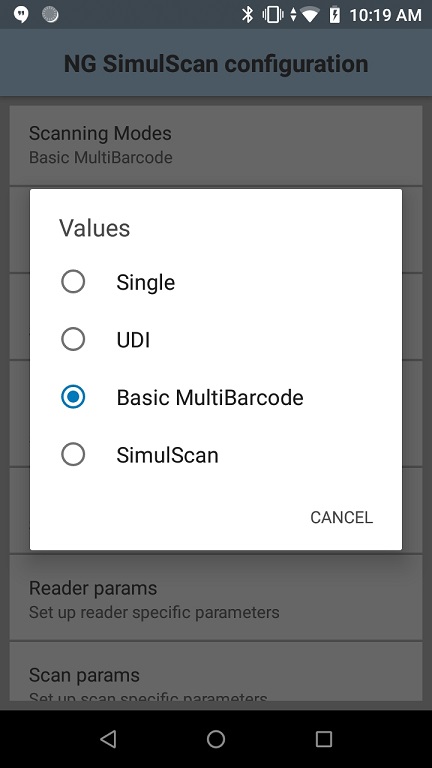 10:19 AM
NG SimulScan configuration
Scanning Modes
Basic MultiBarcode
Values
Single
UDI
Basic MultiBarcode
SimulScan
CANCEL
Reader params
Set up reader specific parameters
Scan params
Set up scan specific parameters